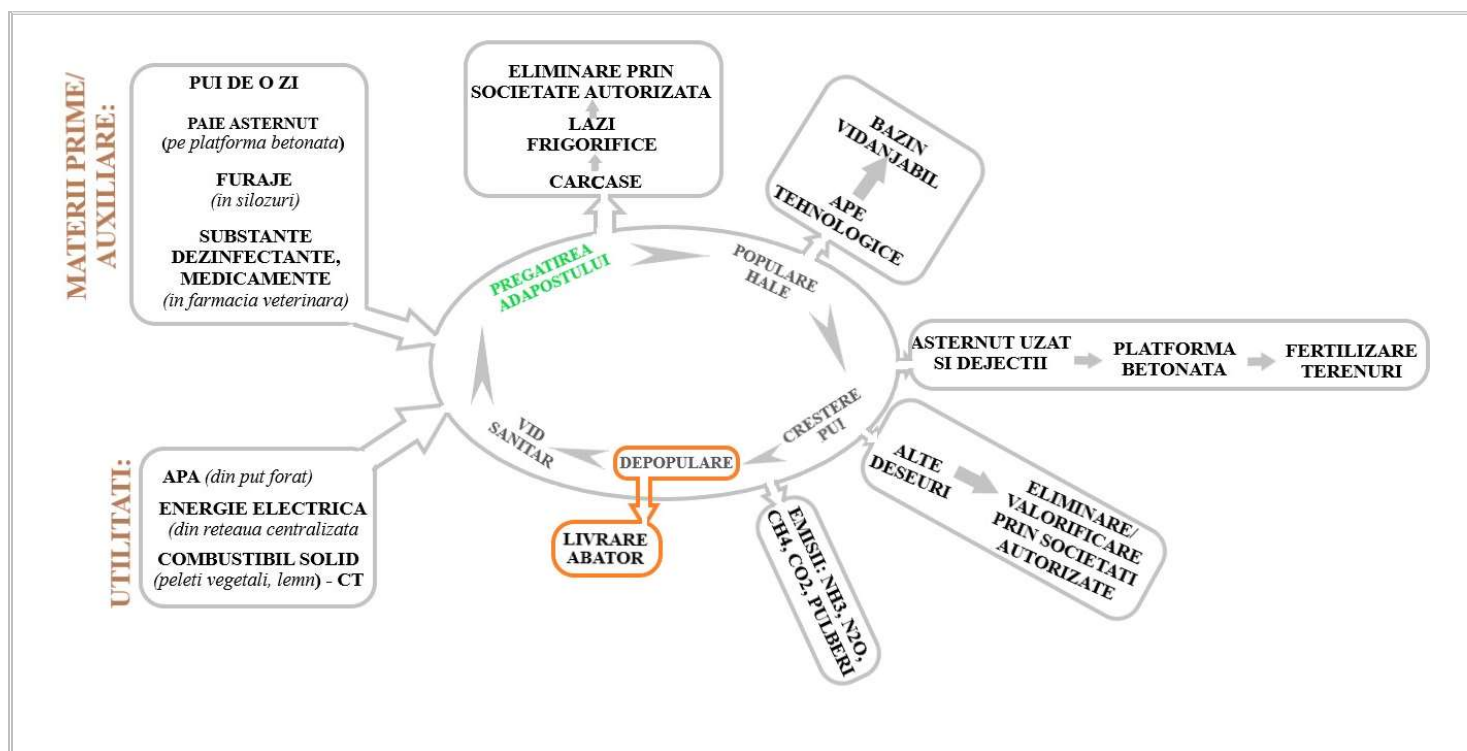 MATERII PRIME/
AUXILIARE:
PUI DE O ZI
PAIE ASTERNUT
(pe platforma betonata)
FURAJE
(in silozuri)
SUBSTANTE
DEZINFECTANTE,
MEDICAMENTE
(in farmacia veterinara)
ELIMINARE PRIN
SOCIETATE AUTORIZATA
LAZI
FRIGORIFICE
CARCASE
BAZIN
VIDANJABIL
APE
TEHNOLOGICE
PREGATIREA
ADAPOSTULUI
POPULARE
HALE
ASTERNUT UZAT
SI DEJECTII
PLATFORMA
BETONATA
FERTILIZARE
TERENURI
CRESTERE
PUI
DEPOPULARE
VID
SANITAR
LIVRARE
ABATOR
ALTE
DESEURI
ELIMINARE/
VALORIFICARE
PRIN SOCIETATI
AUTORIZATE
EMISII: NH3, N2O,
CH4, CO2, PULBERI
UTILITATI:
APA (din put forat)
ENERGIE ELECTRICA
(din reteaua centralizata
COMBUSTIBIL SOLID
(peleti vegetali, lemn) - CT